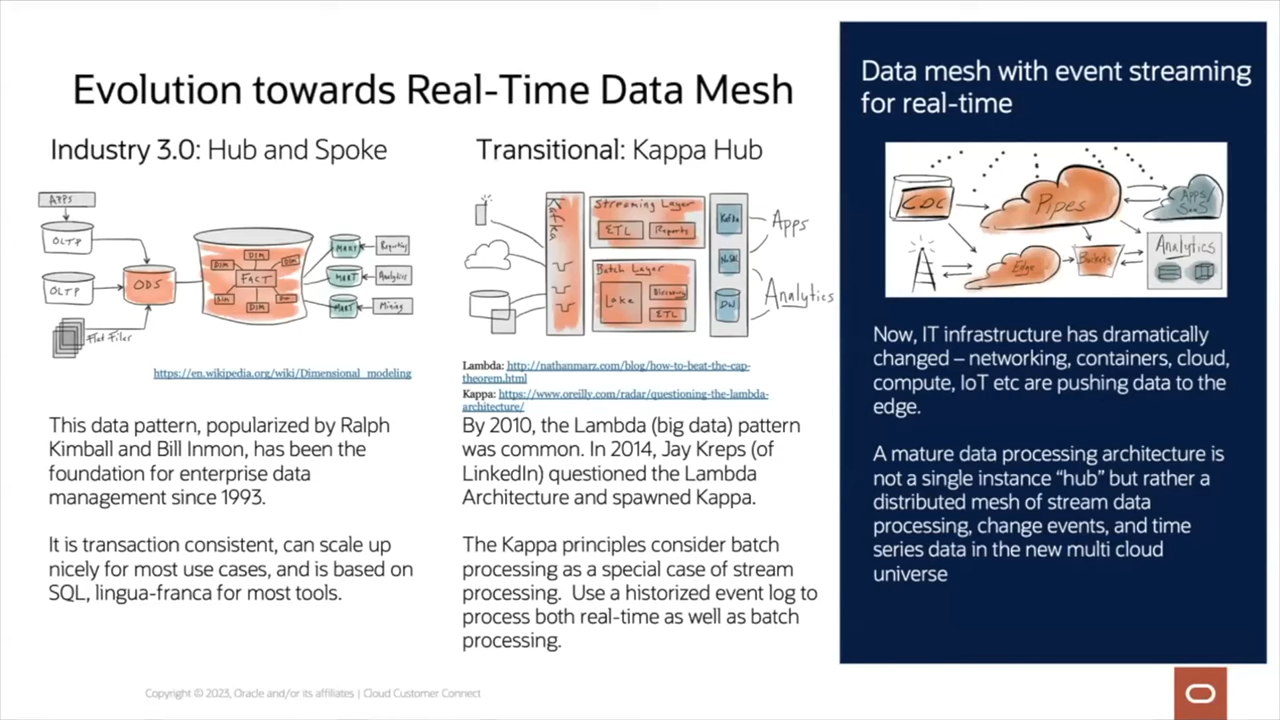 Evolution towards Real-Time Data Mesh
Industry 3.0: Hub and Spoke
APPS
OLTP
OLTP
Flat Files
ODS
DIM
DIM
DIM
FACT
DIM
DIM
DIM
MART
MART
MART
Reporting
Analytics
Mining
https://en.wikipedia.org/wiki/Dimensional_modeling
This data pattern, popularized by Ralph
Kimball and Bill Inmon, has been the
foundation for enterprise data
management since 1993.
It is transaction consistent, can scale up
nicely for most use cases, and is based on
SQL, lingua-franca for most tools.
Transitional: Kappa Hub
Kafka
Streaming Layer
ETL
Reports
Batch Layer
Lake
ETL
Kafka
NoSQL
DW
Apps
Analytics
Lambda: http://nathanmarz.com/blog/how-to-beat-the-cap-
theorem.html
Kappa: https://www.oreilly.com/radar/questioning-the-lambda-
architecture/
By 2010, the Lambda (big data) pattern
was common. In 2014, Jay Kreps (of
LinkedIn) questioned the Lambda
Architecture and spawned Kappa.
The Kappa principles consider batch
processing as a special case of stream
processing. Use a historized event log to
process both real-time as well as batch
processing.
Data mesh with event streaming
for real-time
CDC
Pipes
Apps/
SaaS
Edge
Buckets
Analytics
Now, IT infrastructure has dramatically
changed – networking, containers, cloud,
compute, IoT etc are pushing data to the
edge.
A mature data processing architecture is
not a single instance “hub” but rather a
distributed mesh of stream data
processing, change events, and time
series data in the new multi cloud
universe
Copyright © 2023, Oracle and/or its affiliates | Cloud Customer Connect